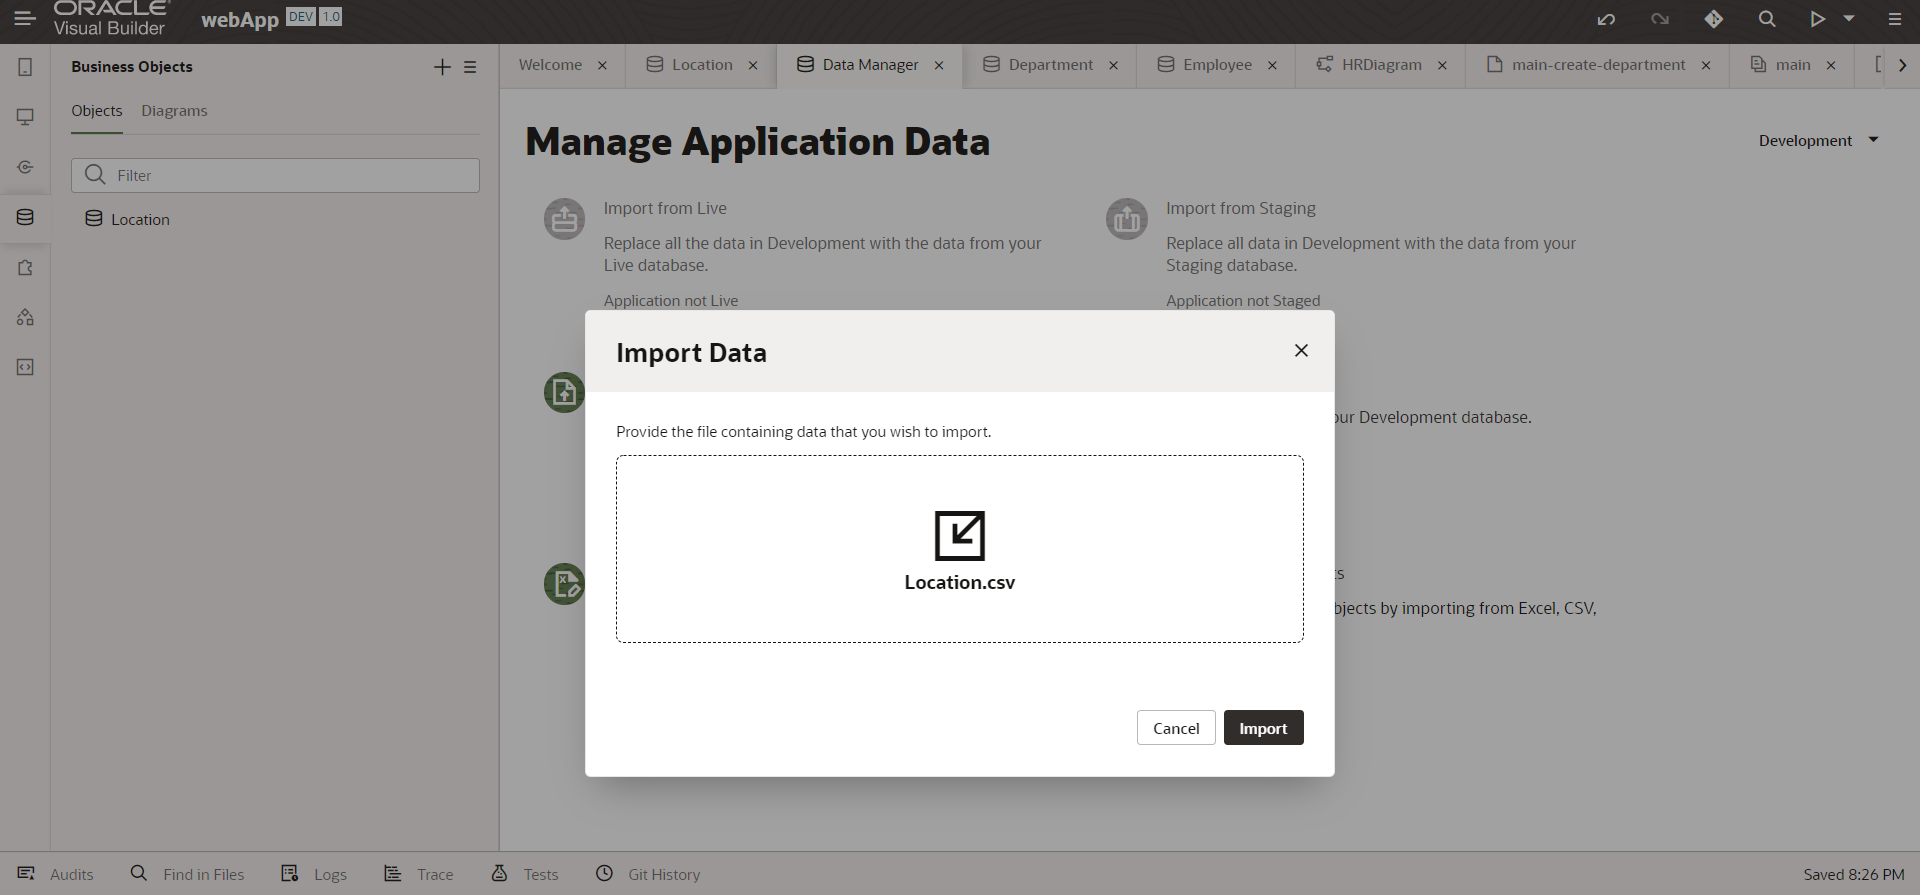 ORACLE
Visual Builder
webApp DEV 1.0
Business Objects
Objects Diagrams
Filter
Location
Welcome Location Data Manager Department Employee HRDiagram main-create-department main
Manage Application Data
Development
Import from Live
Replace all the data in Development with the data from your
Live database.
Application not Live
Import from Staging
Replace all data in Development with the data from your
Staging database.
Application not Staged
our Development database.
ts
bjects by importing from Excel, CSV,
Import Data
Provide the file containing data that you wish to import.
Location.csv
Cancel Import
Audits Find in Files Logs Trace Tests Git History
Saved 8:26 PM